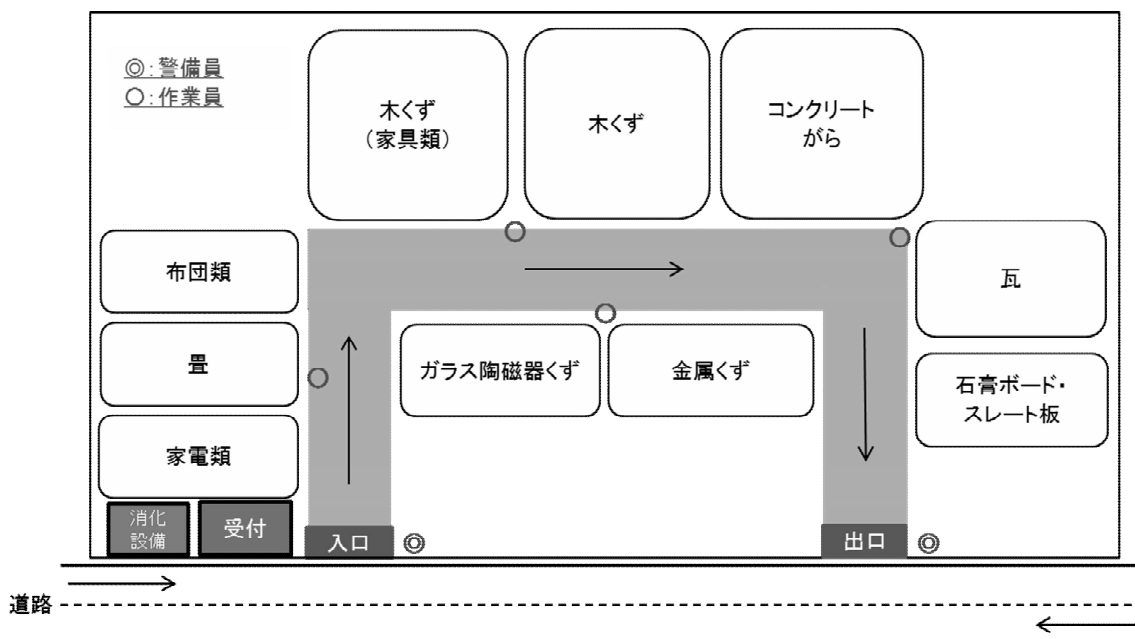 ◎:警備員
○:作業員
木くず
(家具類)
木くず
コンクリート
がら
布団類
瓦
畳
ガラス陶磁器くず
金属くず
石膏ボード・
スレート板
家電類
消化
設備
受付
入口
出口
道路